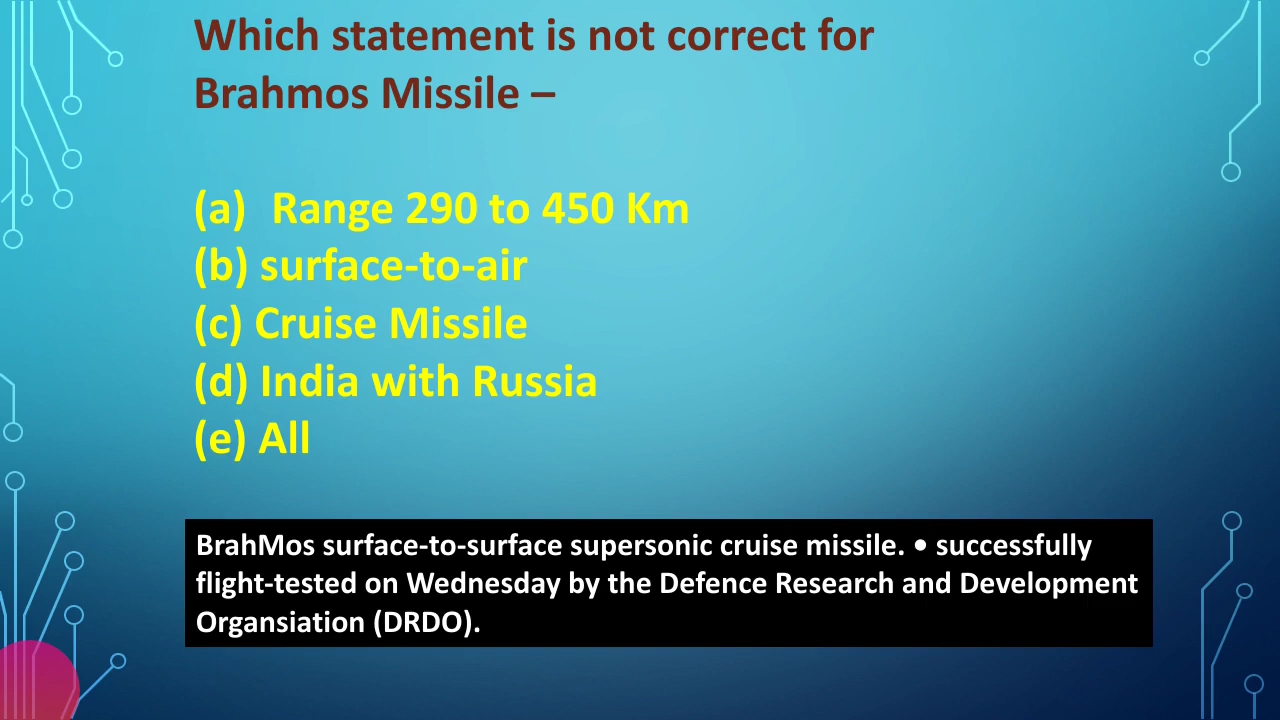 Which statement is not correct for
Brahmos Missile –
(a) Range 290 to 450 Km
(b) surface-to-air
(c) Cruise Missile
(d) India with Russia
(e) All
BrahMos surface-to-surface supersonic cruise missile. • successfully
flight-tested on Wednesday by the Defence Research and Development
Organsiation (DRDO).